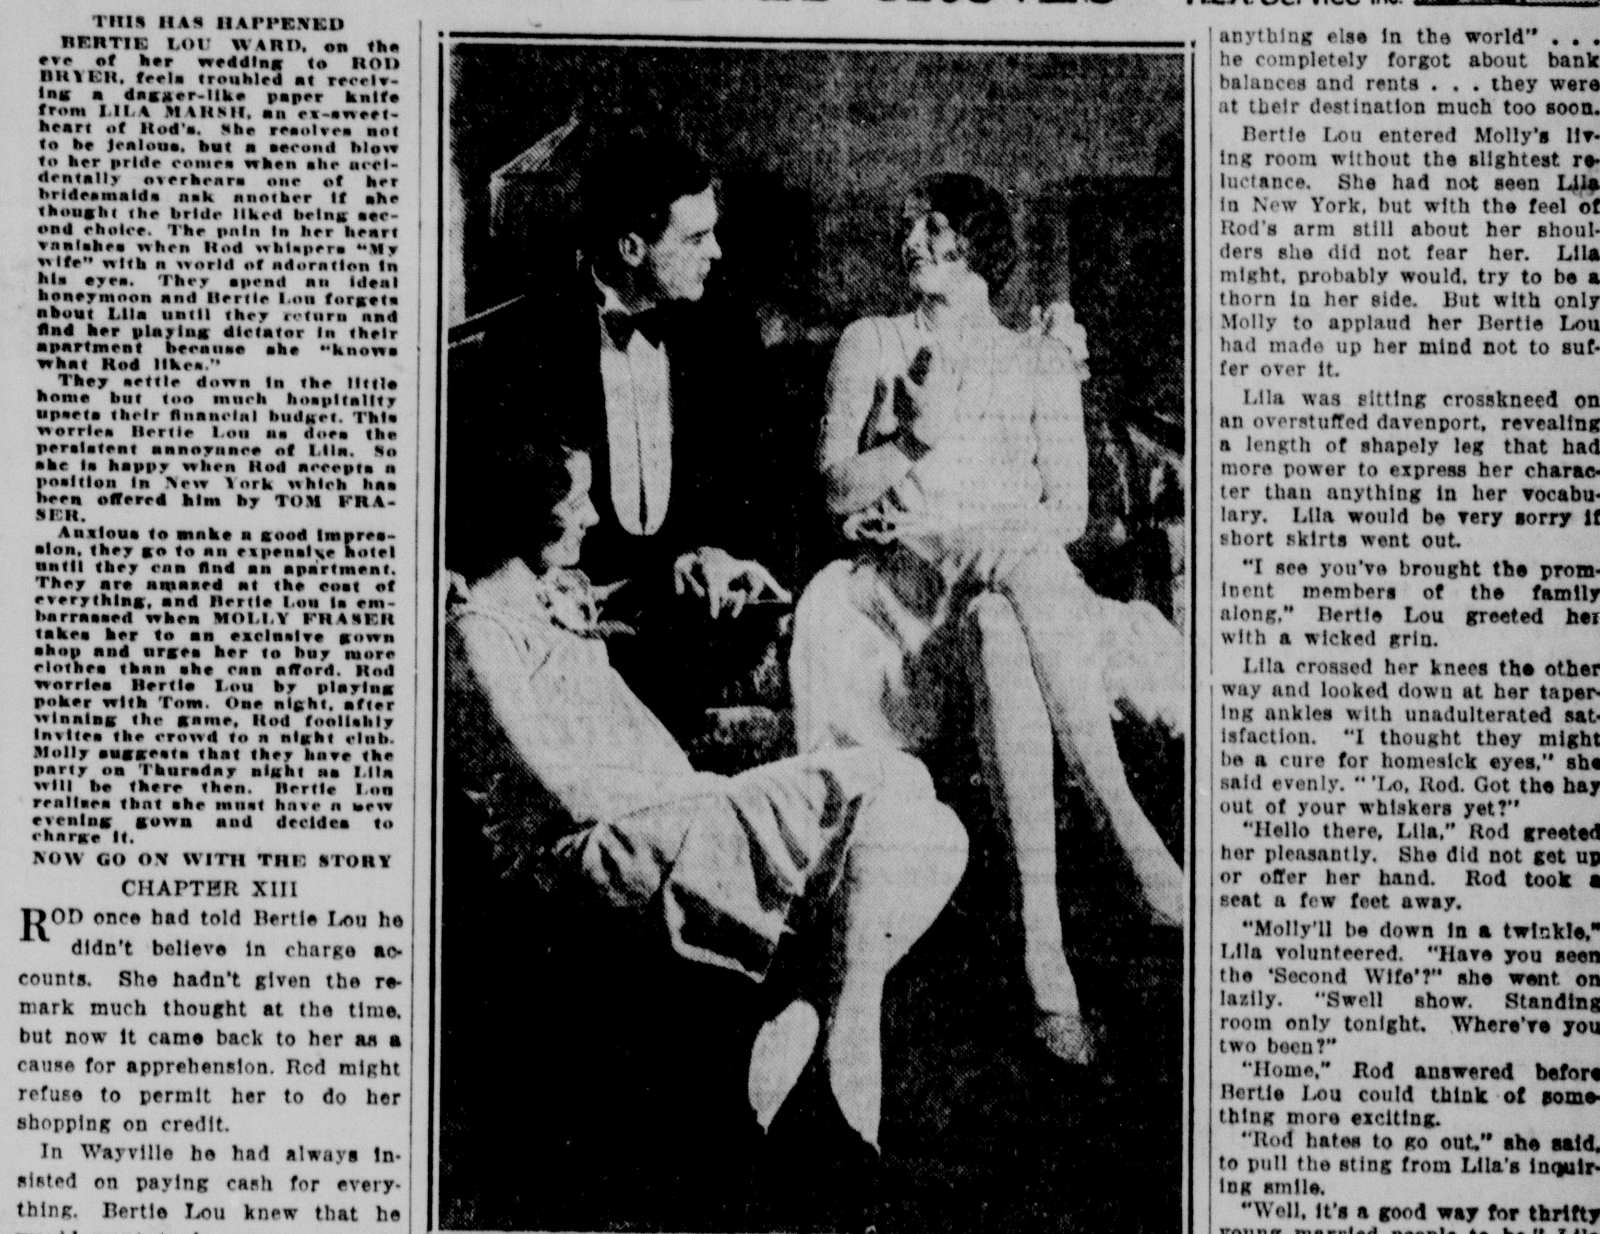 NEA Service Inc.
THIS HAS HAPPENED
BERTIE LOU WARD, on the
eve of her wedding to ROD
BRYER, feels troubled at receiv-
ing a dagger-like paper knife
from LILA MARSH, an ex-sweet-
heart of Rod's. She resolves not
to be jealous, but a second blow
to her pride comes when she acci-
dentally overhears one of her
bridesmaids ask another if she
thought the bride liked being sec-
ond choice. The pain in her heart
vanishes when Rod whispers "My
wife" with a world of adoration in
his eyes. They spend an ideal
honeymoon and Bertie Lou forgets
about Lila until they return and
find her playing dictator in their
apartment because she "knows
what Rod likes."
They settle down in the little
home but too much hospitality
upsets their financial budget. This
worries Bertie Lou as does the
persistent annoyance of Lila. So
she is happy when Rod accepts a
position in New York which has
been offered him by TOM FRA-
SER.
Anxious to make a good impres-
sion, they go to an expensive hotel
until they can find an apartment.
They are amazed at the cost of
everything, and Bertie Lou is em-
barrassed when MOLLY FRASER
takes her to an exclusive gown
shop and urges her to buy more
clothes than she can afford. Rod
worries Bertie Lou by playing
poker with Tom. One night, after
winning the game, Rod foolishly
invites the crowd to a night club.
Molly suggests that they have the
party on Thursday night as Lila
will be there then. Bertie Lou
realizes that she must have a new
evening gown and decides to
charge it.
NOW GO ON WITH THE STORY
CHAPTER XIII
ROD once had told Bertie Lou he
didn't believe in charge ac-
counts. She hadn't given the re-
mark much thought at the time,
but now it came back to her as a
cause for apprehension. Rod might
refuse to permit her to do her
shopping on credit.
In Wayville he had always in-
sisted on paying cash for every-
thing. Bertie Lou knew that he
anything else in the world" . . .
he completely forgot about bank
balances and rents . . . they were
at their destination much too soon.
Bertie Lou entered Molly's liv-
ing room without the slightest re-
luctance. She had not seen Lila
in New York, but with the feel of
Rod's arm still about her shoul-
ders she did not fear her. Lila
might, probably would, try to be a
thorn in her side. But with only
Molly to applaud her Bertie Lou
had made up her mind not to suf-
fer over it.
Lila was sitting crosskneed on
an overstuffed davenport, revealing
a length of shapely leg that had
more power to express her charac-
ter than anything in her vocabu-
lary. Lila would be very sorry if
short skirts went out.
"I see you've brought the prom-
inent members of the family
along," Bertie Lou greeted her
with a wicked grin.
Lila crossed her knees the other
way and looked down at her taper-
ing ankles with unadulterated sat-
isfaction. "I thought they might
be a cure for homesick eyes," she
said evenly. "'Lo, Rod. Got the hay
out of your whiskers yet?"
"Hello there, Lila," Rod greeted
her pleasantly. She did not get up
or offer her hand. Rod took a
seat a few feet away.
"Molly'll be down in a twinkle,"
Lila volunteered. "Have you seen
the 'Second Wife'?" she went on
lazily. "Swell show. Standing
room only tonight. Where've you
two been?"
"Home," Rod answered before
Bertie Lou could think of some-
thing more exciting.
"Rod hates to go out," she said,
to pull the sting from Lila's inquir-
ing smile.
"Well, it's a good way for thrifty
young married people to be," Lila